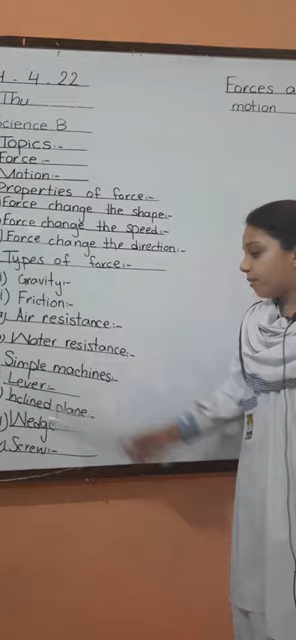 4.4.22
Thu
Science B
Topics:-
Force:-
Motion:-
Properties of force:-
Force change the shape:-
Force change the speed:-
Force change the direction:-
Types of force:-
i) Gravity:-
i) Friction:-
3) Air resistance:-
Water resistance:-
Simple machines:-
Lever:-
) Inclined plane:-
) Wedge
Screw:-
Forces a
motion